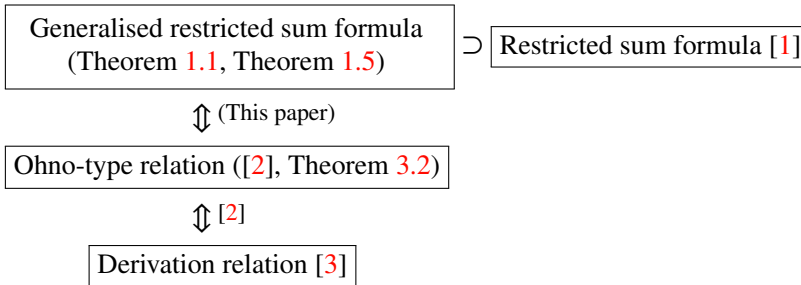 Generalised restricted sum formula
(Theorem 1.1, Theorem 1.5)
⊃ Restricted sum formula [1]
⇕ (This paper)
Ohno-type relation ([2], Theorem 3.2)
⇕ [2]
Derivation relation [3]